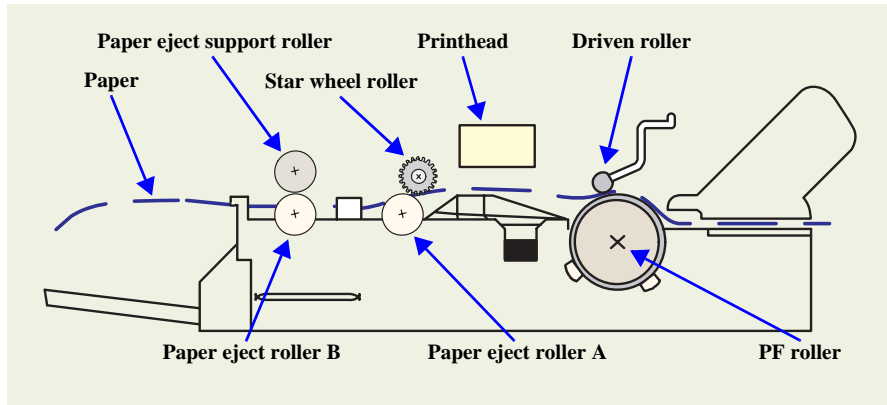 Paper eject support roller
Printhead
Driven roller
Paper
Star wheel roller
Paper eject roller B
Paper eject roller A
PF roller